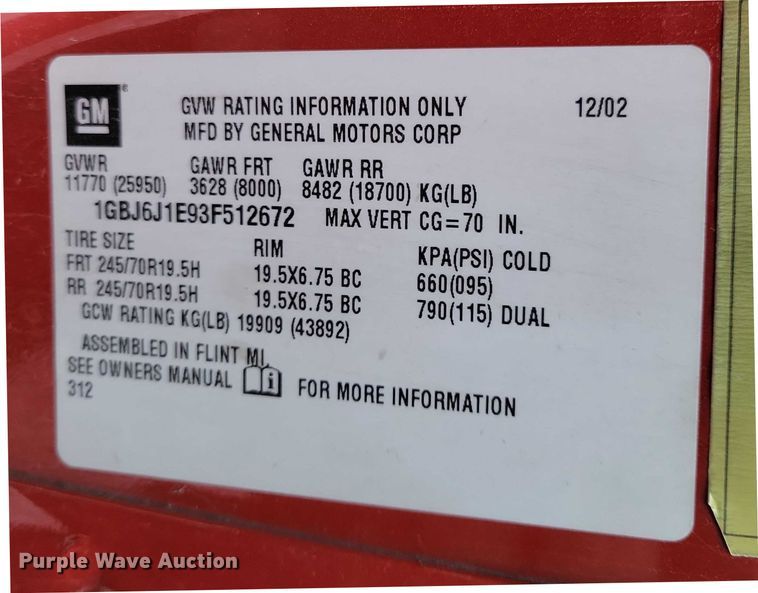 GM®
GVW RATING INFORMATION ONLY 12/02
MFD BY GENERAL MOTORS CORP
GVWR GAWR FRT GAWR RR
11770 (25950) 3628 (8000) 8482 (18700) KG(LB)
1GBJ6J1E93F512672 MAX VERT CG=70 IN.
TIRE SIZE RIM KPA(PSI) COLD
FRT 245/70R19.5H 19.5X6.75 BC 660(095)
RR 245/70R19.5H 19.5X6.75 BC 790(115) DUAL
GCW RATING KG(LB) 19909 (43892)
ASSEMBLED IN FLINT MI,
SEE OWNERS MANUAL i FOR MORE INFORMATION
312
Purple Wave Auction